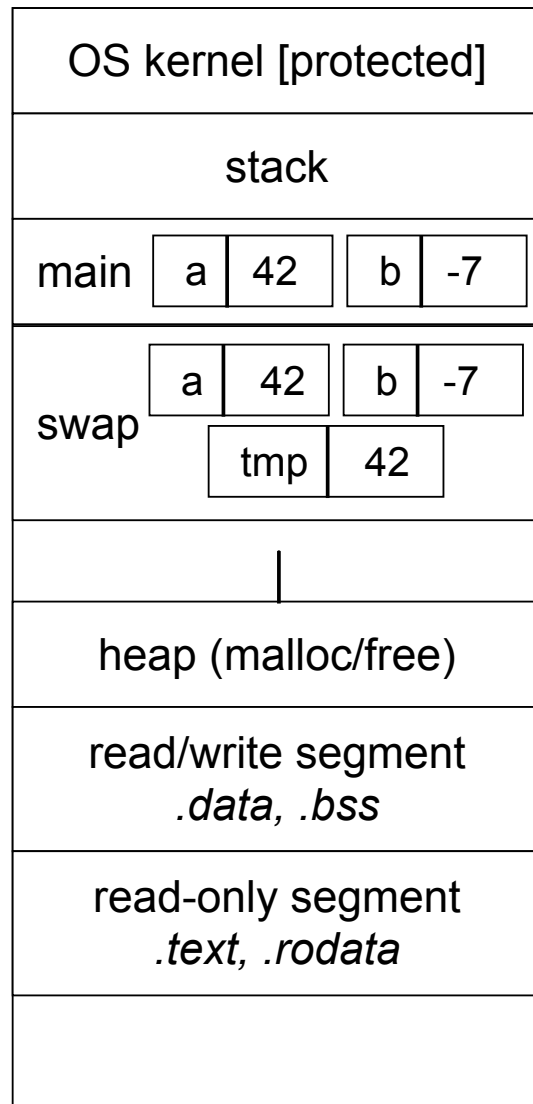 OS kernel [protected]
stack
main a 42 b -7
swap
a 42 b -7
tmp 42
heap (malloc/free)
read/write segment
.data, .bss
read-only segment
.text, .rodata